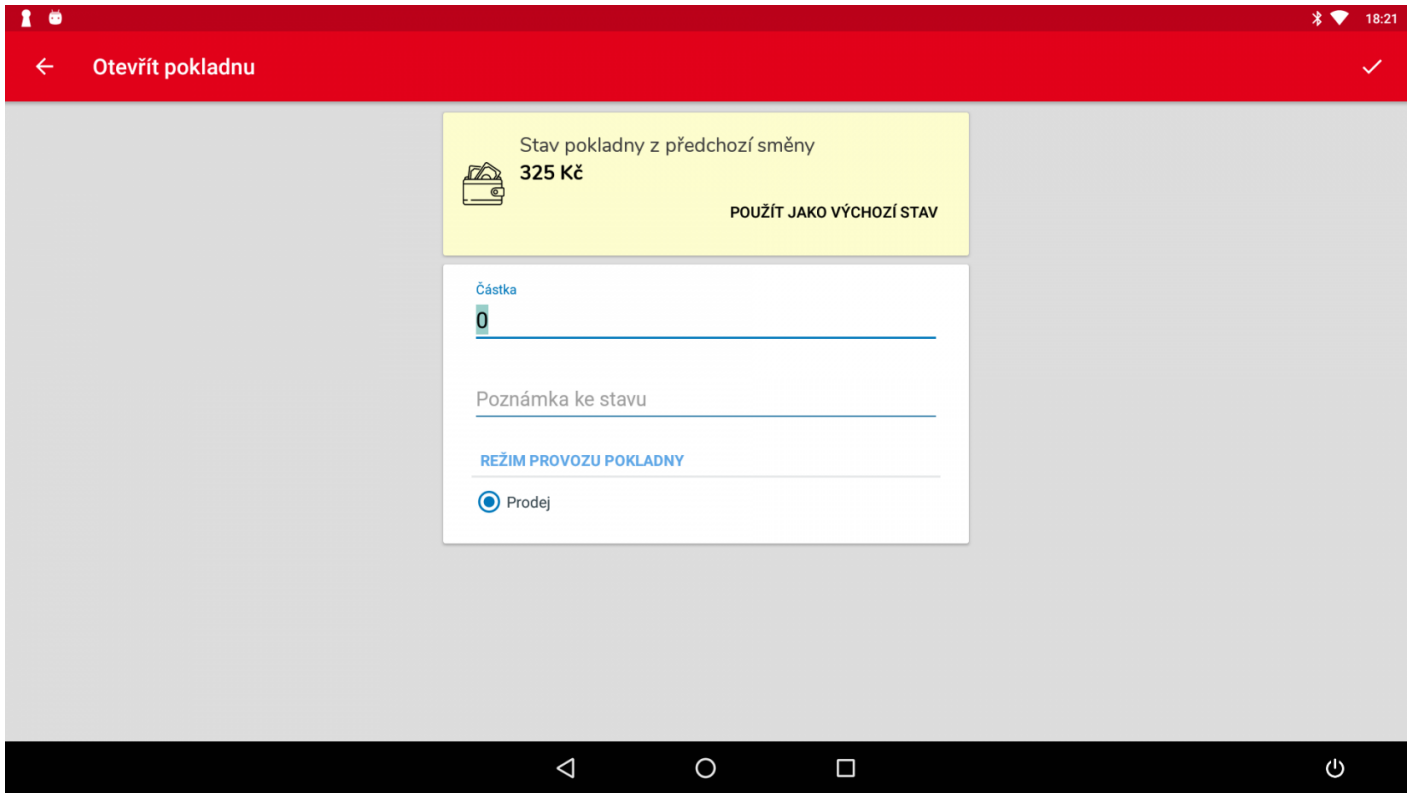 18:21
Otevřít pokladnu
Stav pokladny z předchozí směny
325 Kč
POUŽÍT JAKO VÝCHOZÍ STAV
Částka
0
Poznámka ke stavu
REŽIM PROVOZU POKLADNY
Prodej